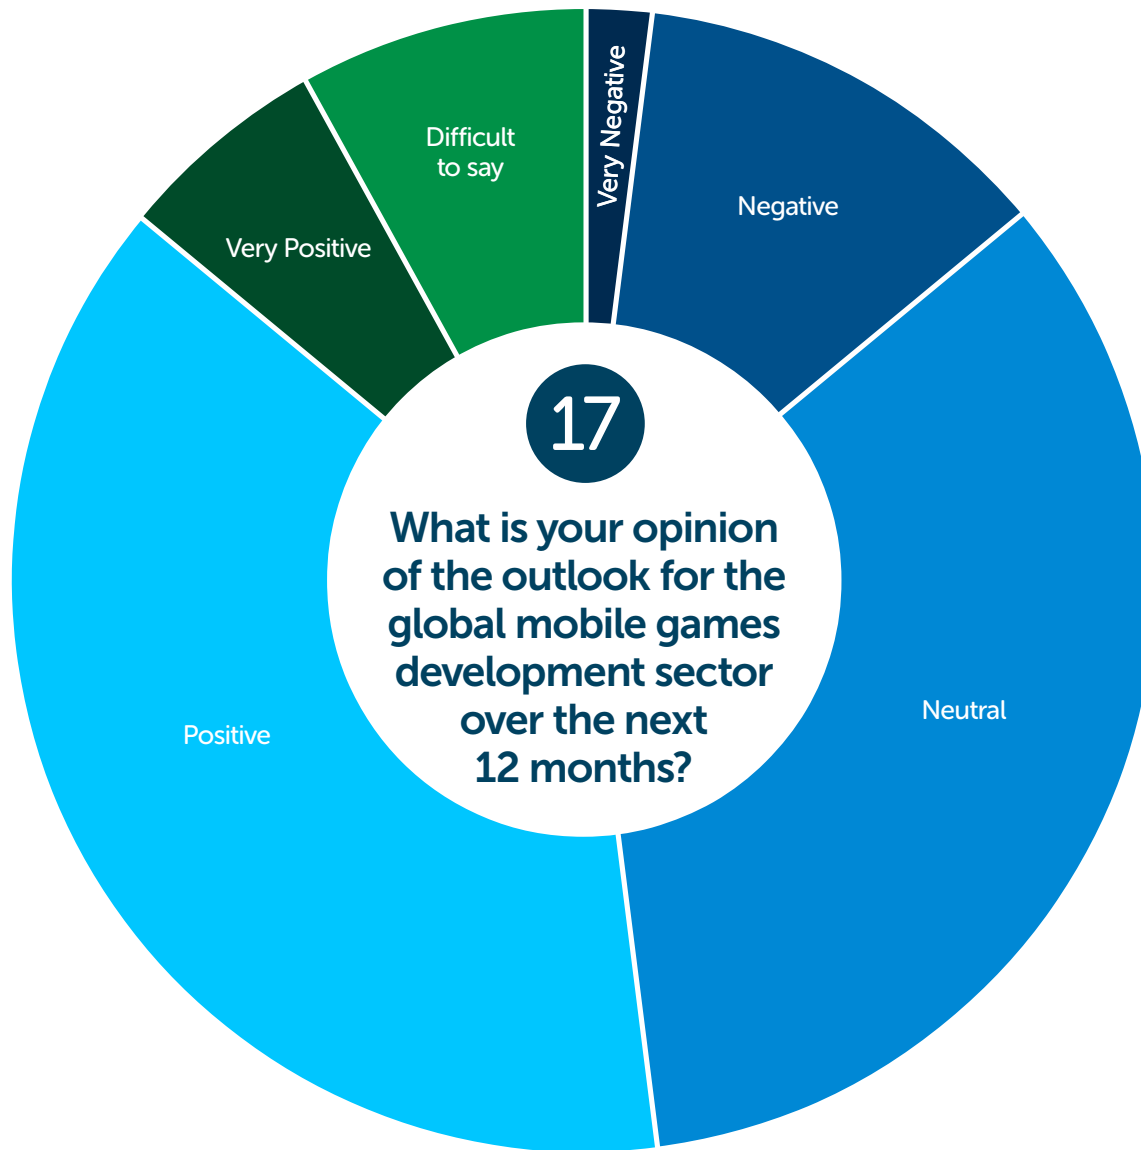 Very Negative
Negative
Difficult
to say
Very Positive
17
What is your opinion
of the outlook for the
global mobile games
development sector
over the next
12 months?
Neutral
Positive